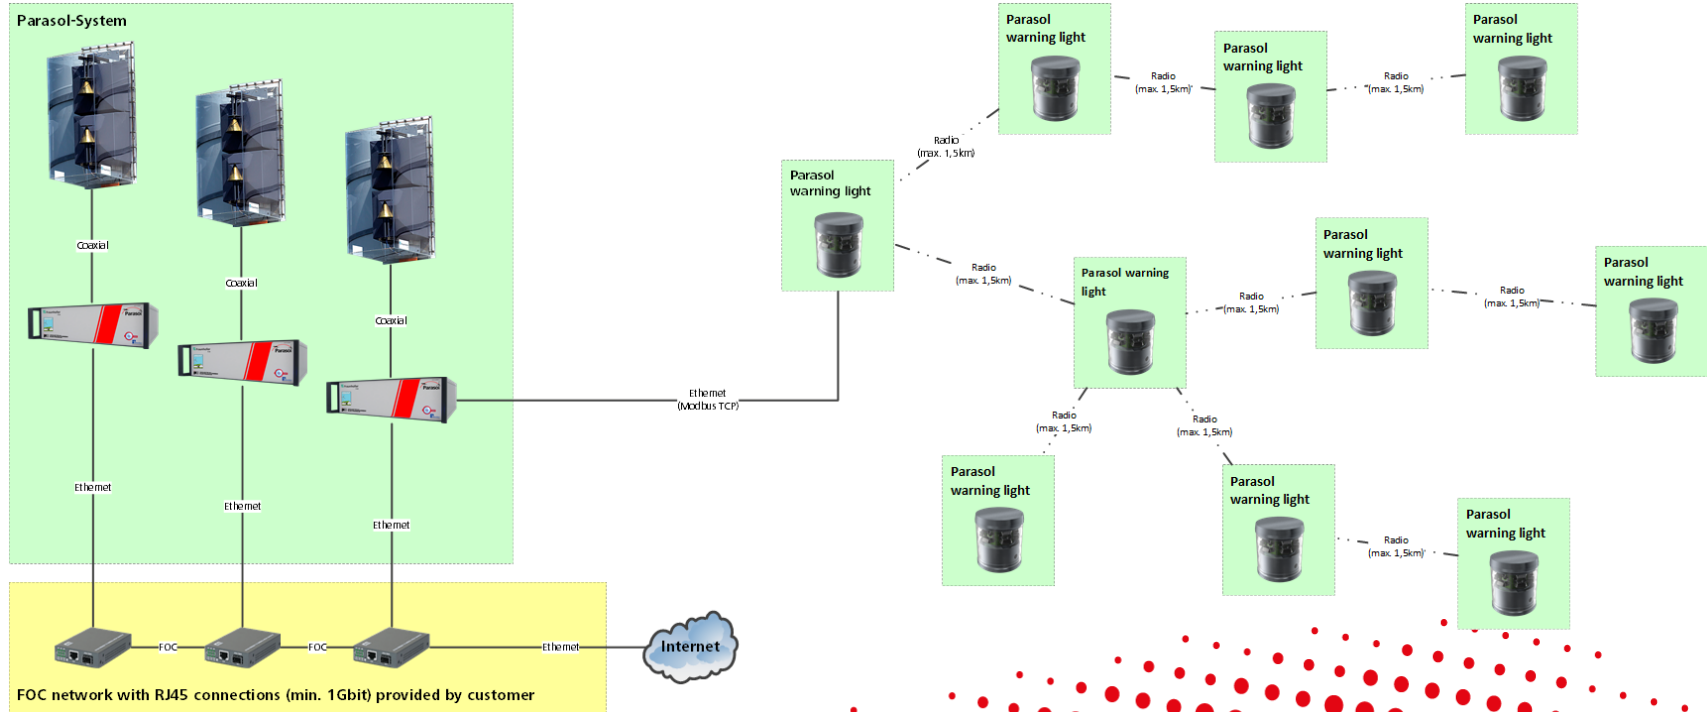 Parasol-System
Coaxial
Coaxial
Coaxial
Parasol
Parasol
Parasol
Ethernet
Ethernet
Ethernet
Ethernet
(Modbus TCP)
FOC
FOC
Ethernet
Internet
FOC network with RJ45 connections (min. 1Gbit) provided by customer
Parasol
warning light
Radio
(max. 1,5km)
Parasol
warning light
Radio
(max. 1,5km)
Parasol
warning light
Radio
(max. 1,5km)
Parasol
warning light
Radio
(max. 1,5km)
Parasol warning
light
Radio
(max. 1,5km)
Parasol
warning light
Radio
(max. 1,5km)
Parasol
warning light
Radio
(max. 1,5km)
Parasol
warning light
Radio
(max. 1,5km)
Parasol
warning light
Radio
(max. 1,5km)
Parasol
warning light